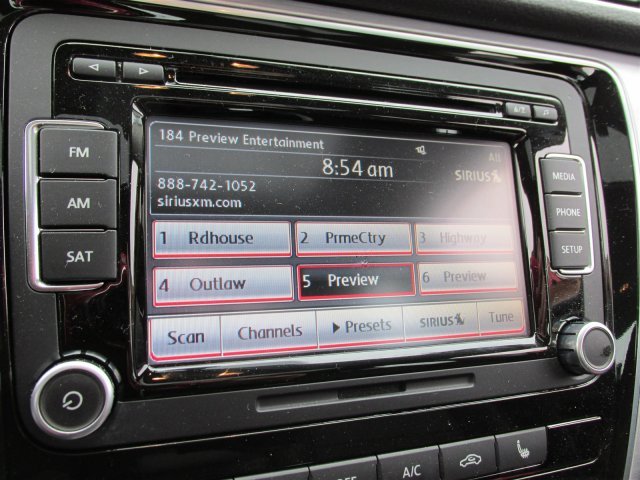 184 Preview Entertainment
All
8:54 am
888-742-1052
SIRIUS
siriusxm.com
1 Rdhouse
2 PrmeCtry
3 Highway
4 Outlaw
5 Preview
6 Preview
Scan
Channels
Presets
SIRIUS
Tune
FM
AM
SAT
MEDIA
PHONE
SETUP
OFF
A/C